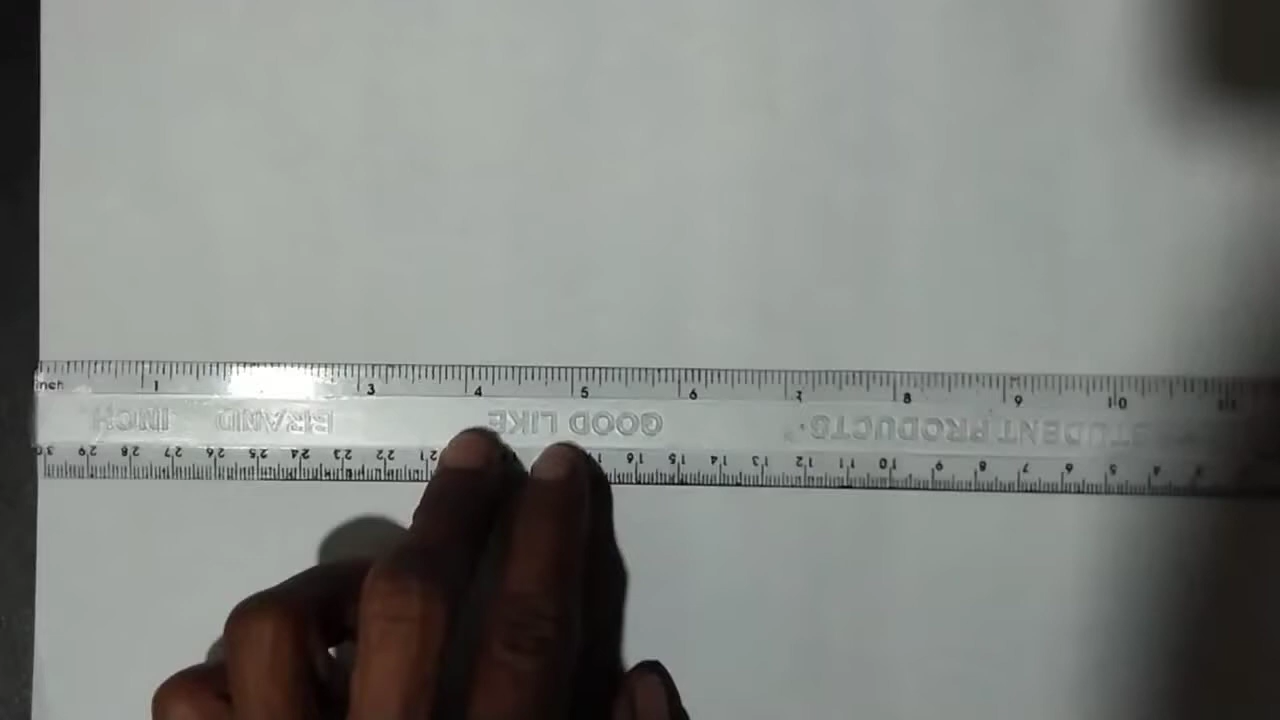 inch 1 3 4 5 6 7 8 9 10 11
STUDENT PRODUCTS. GOOD LIKE BRAND INCH
30 29 28 27 26 25 24 23 22 21 16 15 14 13 12 11 10 9 8 7 6 5 4 3